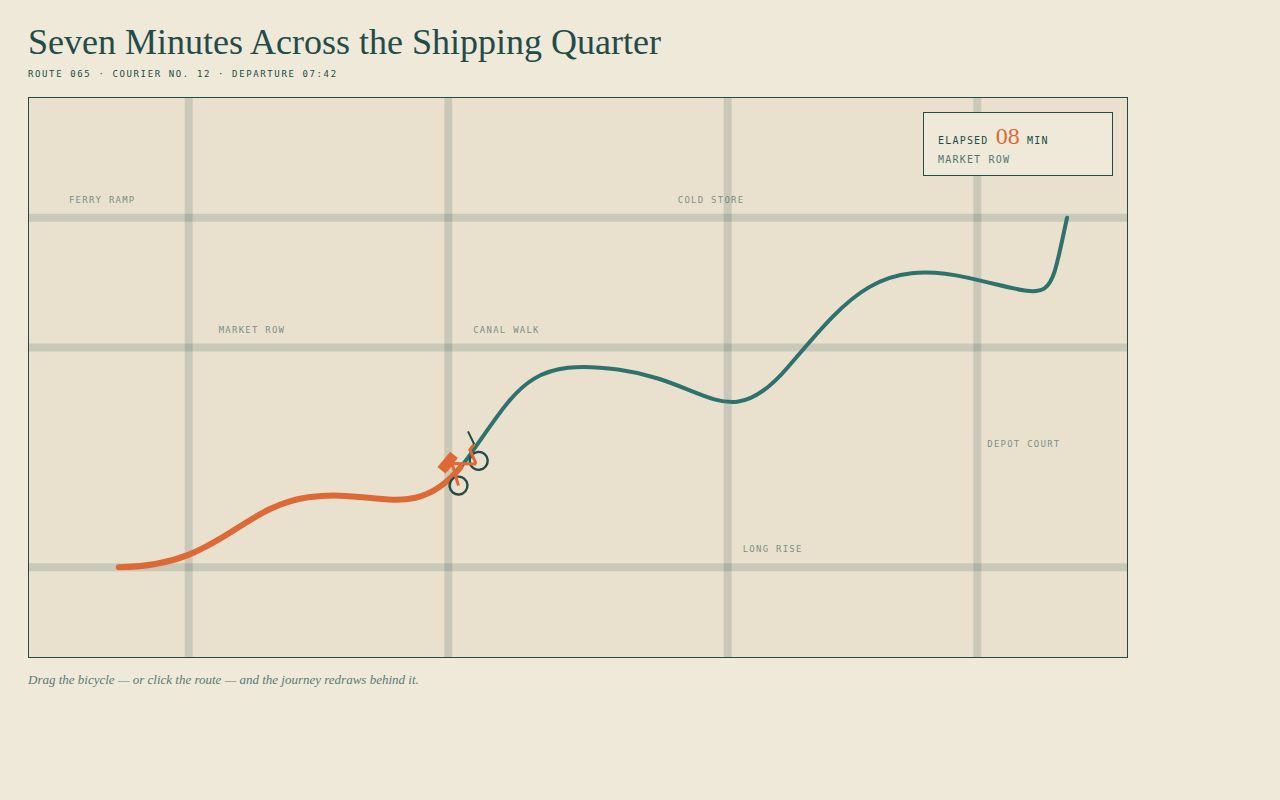 Seven Minutes Across the Shipping Quarter
ROUTE 065 · COURIER NO. 12 · DEPARTURE 07:42
ELAPSED 08 MIN
MARKET ROW
FERRY RAMP
COLD STORE
MARKET ROW
CANAL WALK
DEPOT COURT
LONG RISE
Drag the bicycle — or click the route — and the journey redraws behind it.